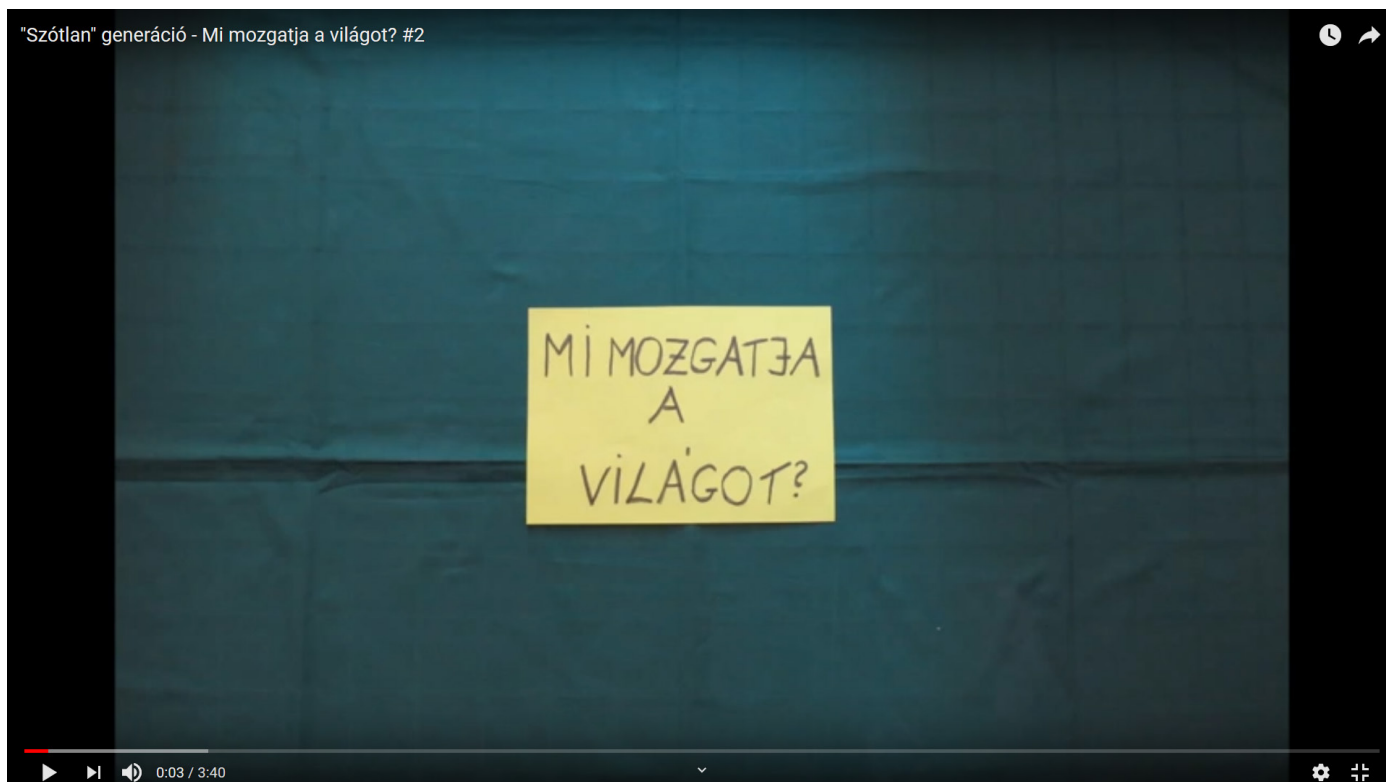 "Szótlan" generáció - Mi mozgatja a világot? #2
MI MOZGATJA
A
VILÁGOT?
0:03 / 3:40